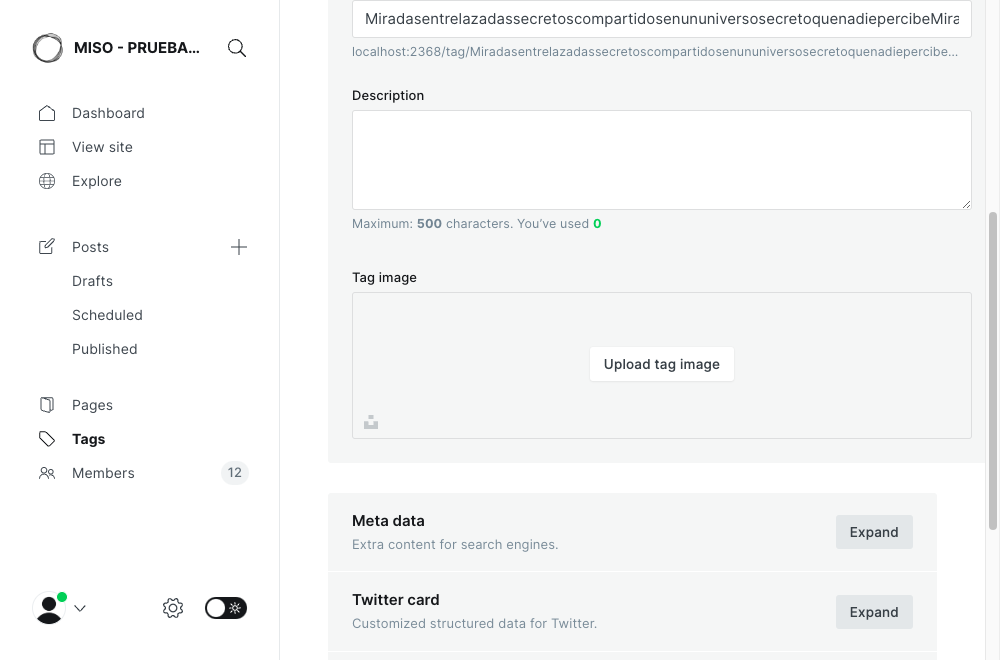 MISO - PRUEBA...
Dashboard
View site
Explore
Posts
Drafts
Scheduled
Published
Pages
Tags
Members 12
MiradasentrelazadassecretoscompartidosenununiversosecretoquenadiepercibeMira
localhost:2368/tag/Miradasentrelazadassecretoscompartidosenununiversosecretoquenadiepercibe...
Description
Maximum: 500 characters. You’ve used 0
Tag image
Upload tag image
Meta data
Extra content for search engines.
Expand
Twitter card
Customized structured data for Twitter.
Expand